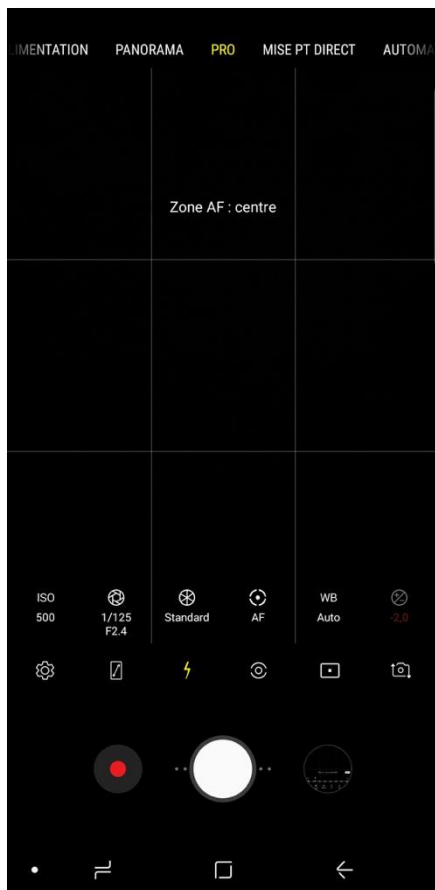 IMENTATION PANORAMA PRO MISE PT DIRECT AUTOMA
Zone AF : centre
ISO WB
500 1/125 Standard AF Auto -2,0
F2.4